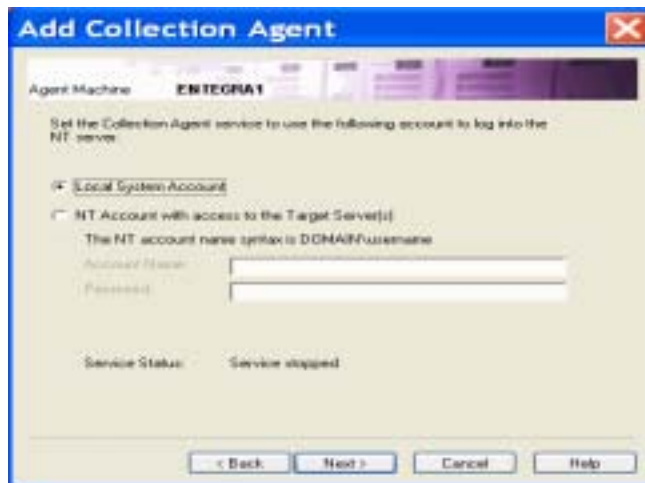 Add Collection Agent
Agent Machine ENTEGRA1
Set the Collection Agent service to use the following account to log into the
NT server.
Local System Account
NT Account with access to the Target Server(s)
The NT account name syntax is DOMAIN\username
Account Name:
Password:
Service Status: Service stopped
< Back Next > Cancel Help